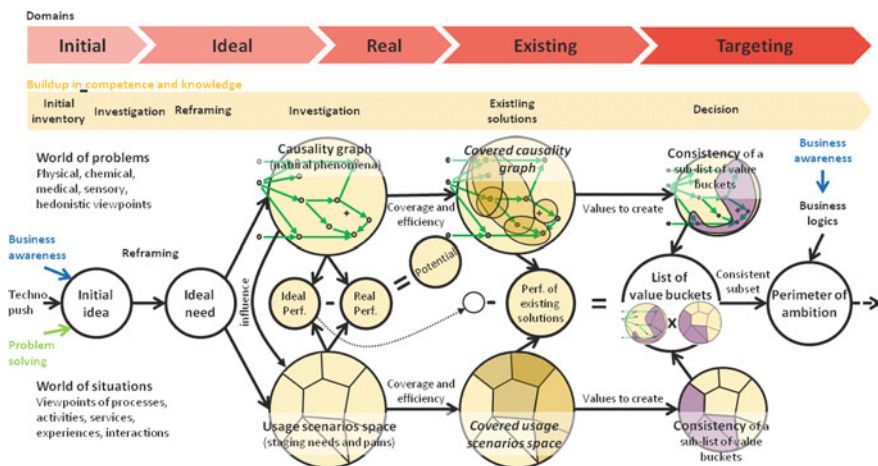 Domains
Initial
Ideal
Real
Existing
Targeting
Buildup in competence and knowledge
Initial
inventory
Investigation
Reframing
Investigation
Existling
solutions
Decision
World of problems
Physical, chemical,
medical, sensory,
hedonistic viewpoints
Causality graph
(natural phenomena)
Covered causality
graph
Consistency of a
sub-list of value
buckets
Business
awareness
Coverage and
efficiency
Values to create
Business
logics
Business
awareness
Reframing
Techno
push
Initial
idea
Ideal
need
Problem
solving
influence
Ideal
Perf.
-
Real
Perf.
=
Potential
-
Perf. of
existing
solutions
=
List of
value buckets
x
Consistent
subset
Perimeter of
ambition
World of situations
Viewpoints of processes,
activities, services,
experiences, interactions
Coverage and
efficiency
Values to create
Usage scenarios space
(staging needs and pains)
Covered usage
scenarios space
Consistency of a
sub-list of value
buckets